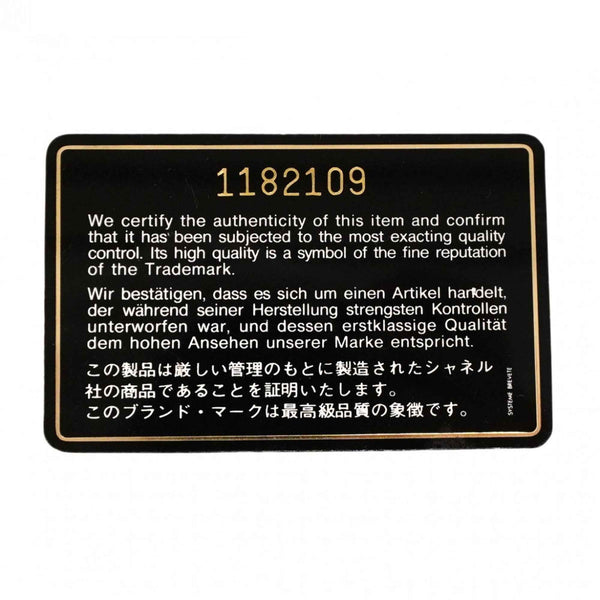 1182109
We certify the authenticity of this item and confirm
that it has been subjected to the most exacting quality
control. Its high quality is a symbol of the fine reputation
of the Trademark.
Wir bestätigen, dass es sich um einen Artikel handelt,
der während seiner Herstellung strengsten Kontrollen
unterworfen war, und dessen erstklassige Qualität
dem hohen Ansehen unserer Marke entspricht.
この製品は厳しい管理のもとに製造されたシャネル
社の商品であることを証明いたします。
このブランド・マークは最高級品質の象徴です。
SYSTEME BREVETE